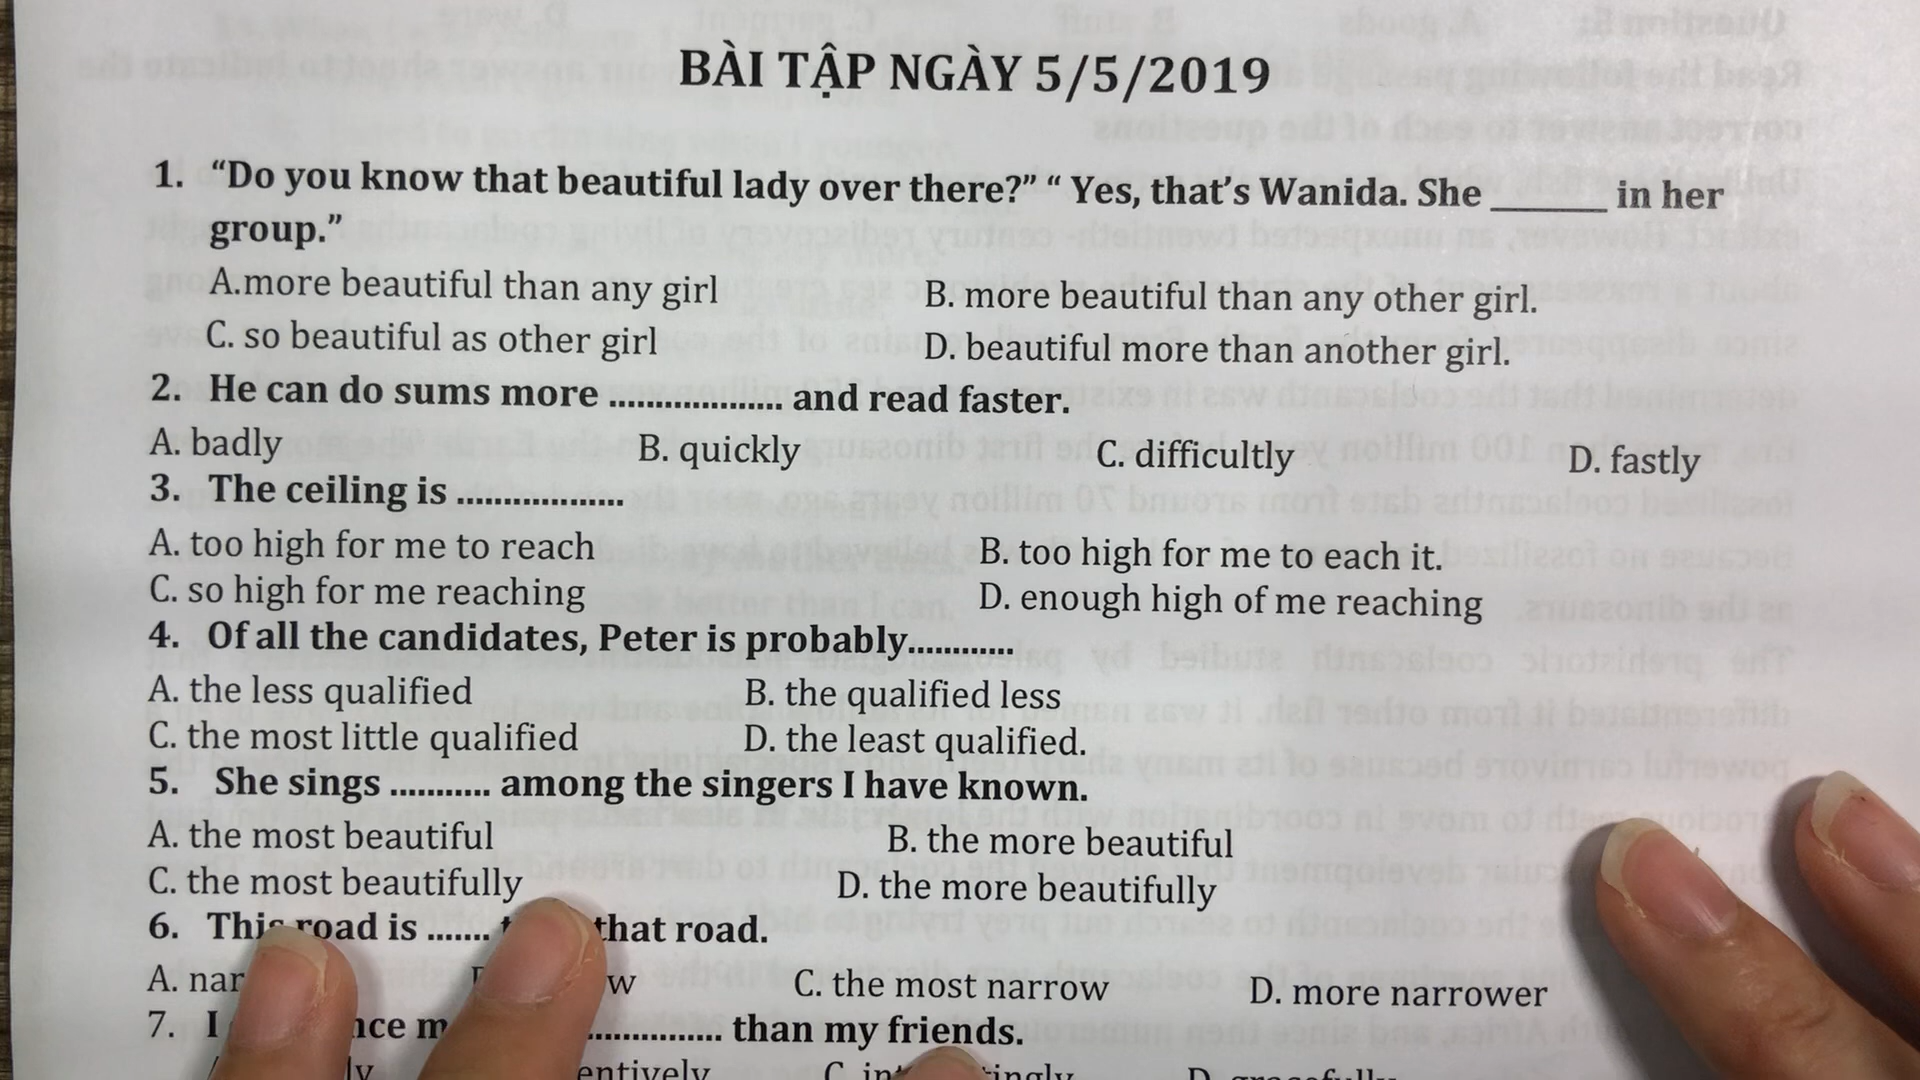 BÀI TẬP NGÀY 5/5/2019
1. “Do you know that beautiful lady over there?” “ Yes, that’s Wanida. She ______ in her
group.”
A.more beautiful than any girl B. more beautiful than any other girl.
C. so beautiful as other girl D. beautiful more than another girl.
2. He can do sums more ................... and read faster.
A. badly B. quickly C. difficultly D. fastly
3. The ceiling is .................
A. too high for me to reach B. too high for me to each it.
C. so high for me reaching D. enough high of me reaching
4. Of all the candidates, Peter is probably............
A. the less qualified B. the qualified less
C. the most little qualified D. the least qualified.
5. She sings ........... among the singers I have known.
A. the most beautiful B. the more beautiful
C. the most beautifully D. the more beautifully
6. This road is ....... that road.
A. C. the most narrow D. more narrower
7. I .............. than my friends.
D. gracefully